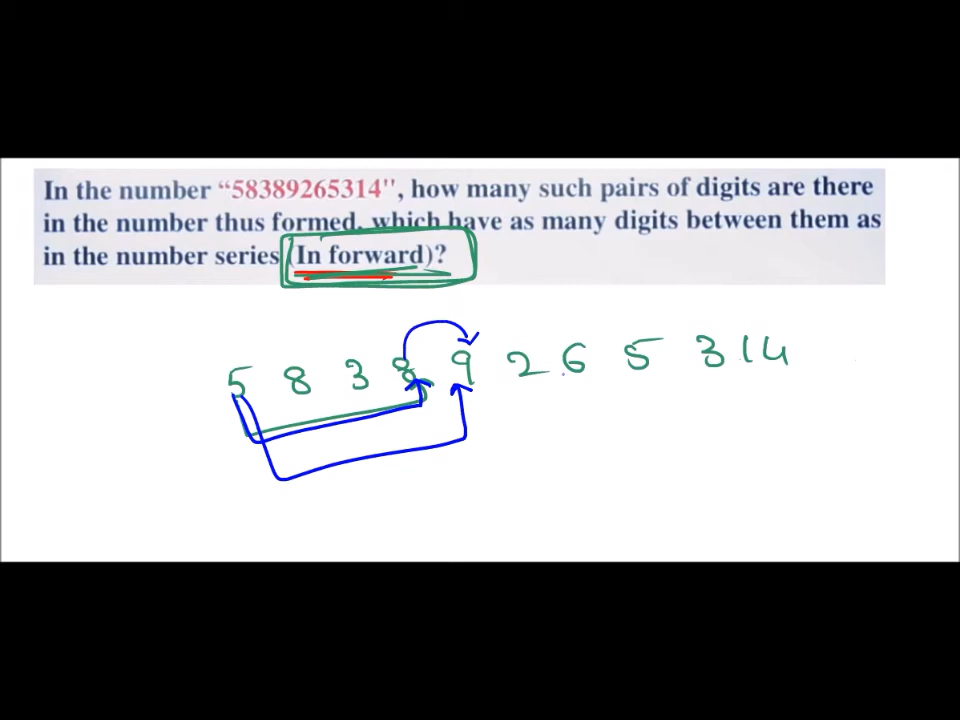 In the number “58389265314", how many such pairs of digits are there
in the number thus formed, which have as many digits between them as
in the number series (In forward)?
5 8 3 8 9 2 6 5 3 1 4